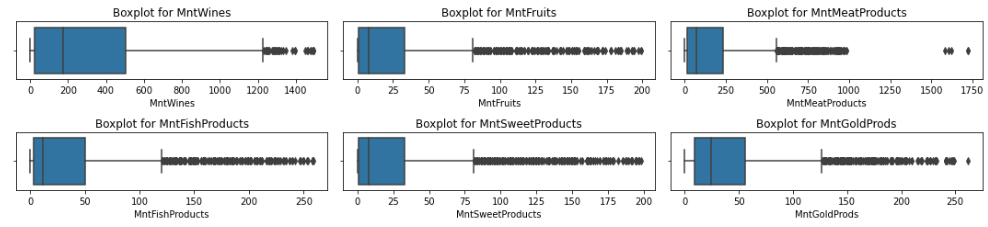 Boxplot for MntWines
0 200 400 600 800 1000 1200 1400
MntWines
Boxplot for MntFruits
0 25 50 75 100 125 150 175 200
MntFruits
Boxplot for MntMeatProducts
0 250 500 750 1000 1250 1500 1750
MntMeatProducts
Boxplot for MntFishProducts
0 50 100 150 200 250
MntFishProducts
Boxplot for MntSweetProducts
0 25 50 75 100 125 150 175 200
MntSweetProducts
Boxplot for MntGoldProds
0 50 100 150 200 250
MntGoldProds